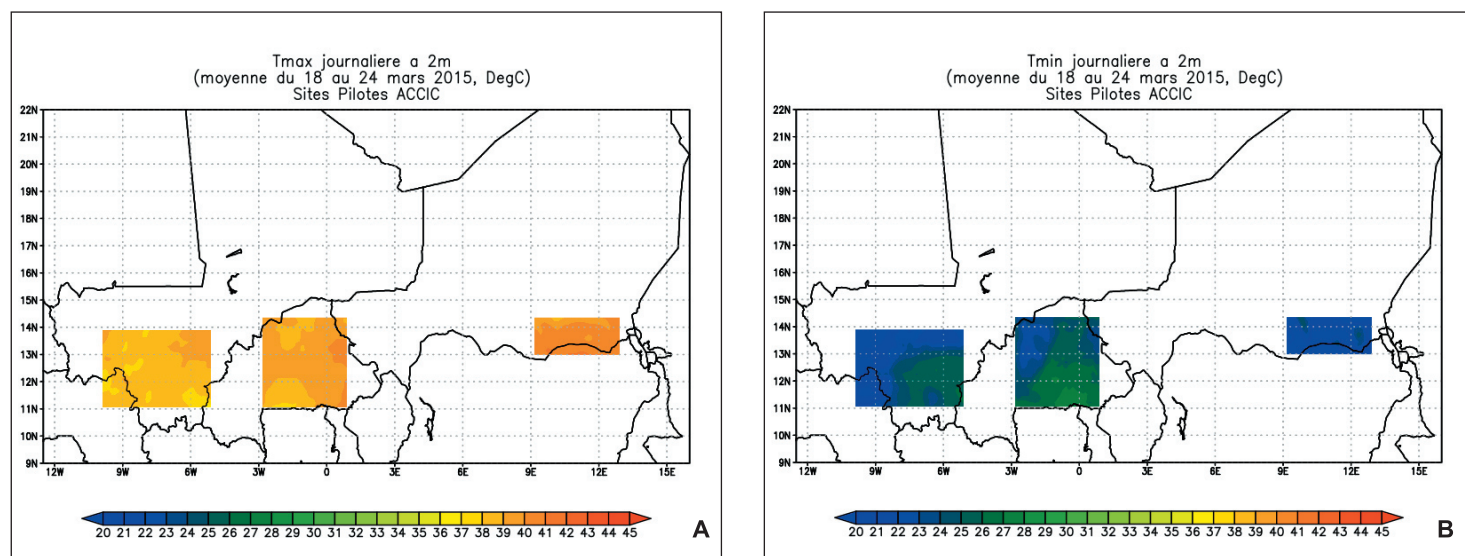 Tmax journaliere a 2m
(moyenne du 18 au 24 mars 2015, DegC)
Sites Pilotes ACCIC
22N
21N
20N
19N
18N
17N
16N
15N
14N
13N
12N
11N
10N
9N
12W 9W 6W 3W 0 3E 6E 9E 12E 15E
20 21 22 23 24 25 26 27 28 29 30 31 32 33 34 35 36 37 38 39 40 41 42 43 44 45
A
Tmin journaliere a 2m
(moyenne du 18 au 24 mars 2015, DegC)
Sites Pilotes ACCIC
22N
21N
20N
19N
18N
17N
16N
15N
14N
13N
12N
11N
10N
9N
12W 9W 6W 3W 0 3E 6E 9E 12E 15E
20 21 22 23 24 25 26 27 28 29 30 31 32 33 34 35 36 37 38 39 40 41 42 43 44 45
B